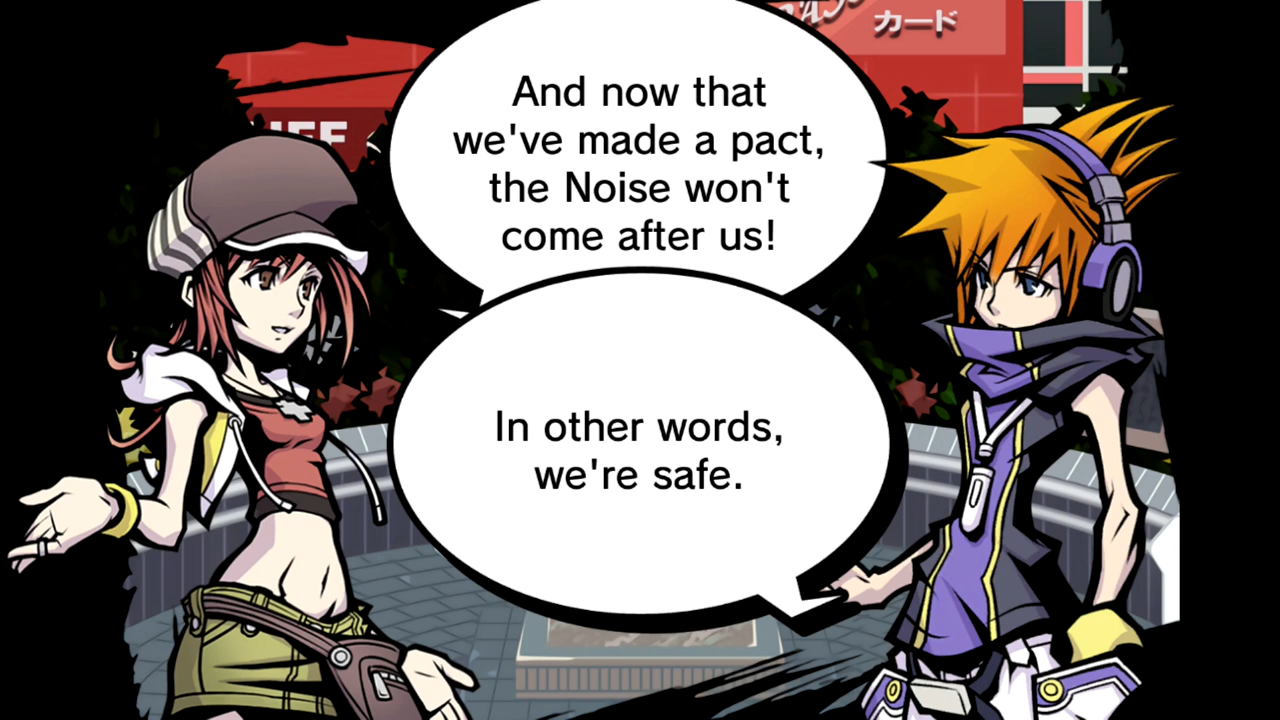 カード
And now that
we've made a pact,
the Noise won't
come after us!
In other words,
we're safe.